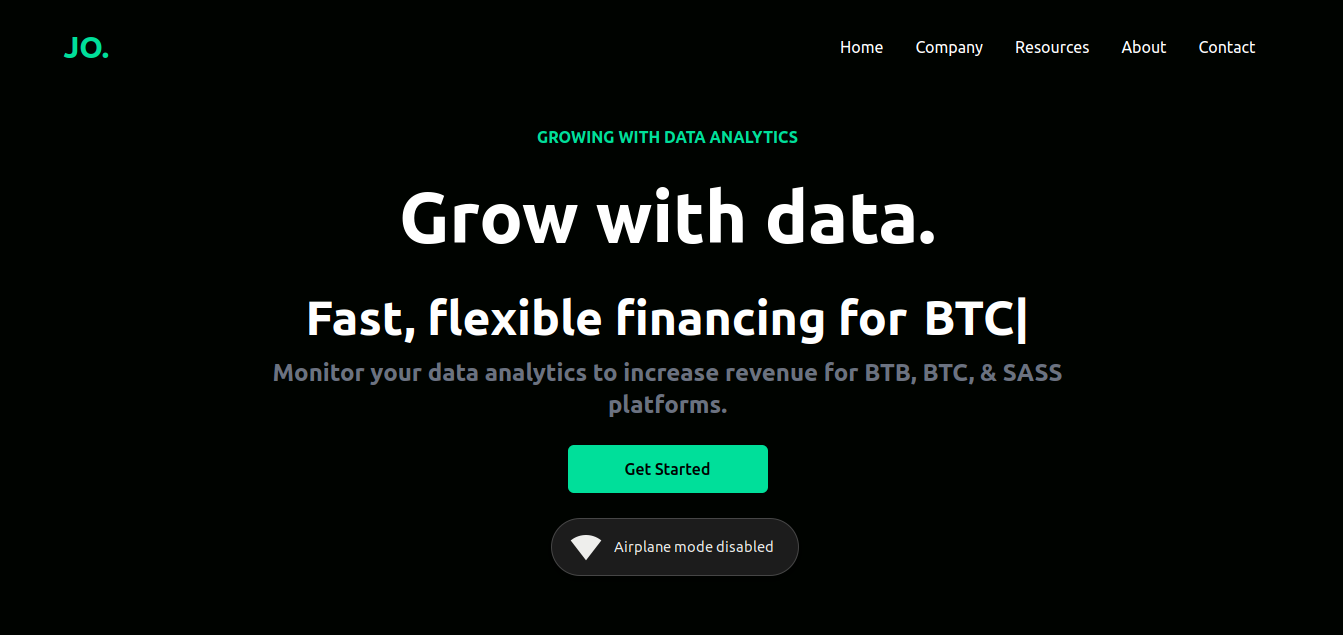 JO.
Home Company Resources About Contact
GROWING WITH DATA ANALYTICS
Grow with data.
Fast, flexible financing for BTC|
Monitor your data analytics to increase revenue for BTB, BTC, & SASS
platforms.
Get Started
Airplane mode disabled